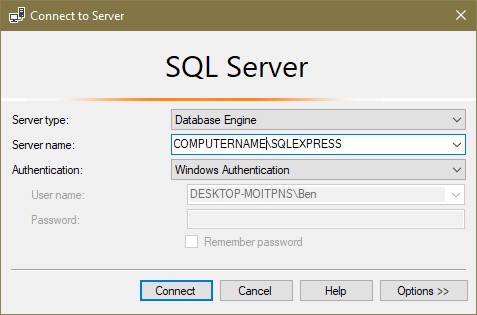 Connect to Server
SQL Server
Server type: Database Engine
Server name: COMPUTERNAME\SQLEXPRESS
Authentication: Windows Authentication
User name: DESKTOP-MOITPNS\Ben
Password:
Remember password
Connect Cancel Help Options >>